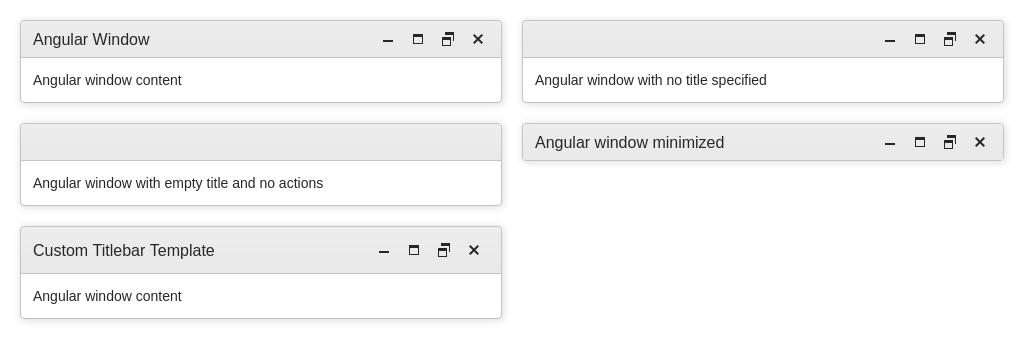 Angular Window
Angular window content
Angular window with no title specified
Angular window with empty title and no actions
Angular window minimized
Custom Titlebar Template
Angular window content